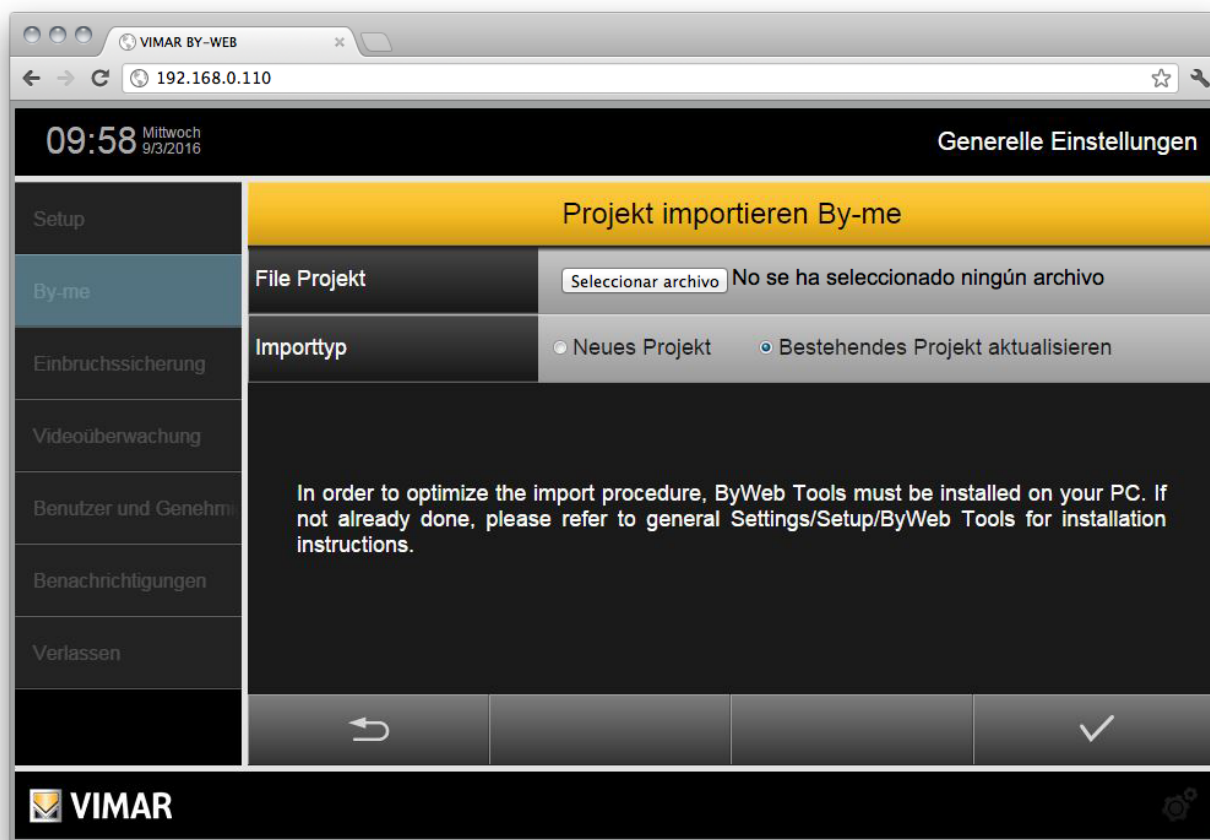 VIMAR BY-WEB
192.168.0.110
09:58 Mittwoch
9/3/2016
Generelle Einstellungen
Setup
By-me
Einbruchssicherung
Videoüberwachung
Benutzer und Genehmi
Benachrichtigungen
Verlassen
Projekt importieren By-me
File Projekt
Seleccionar archivo No se ha seleccionado ningún archivo
Importtyp
Neues Projekt Bestehendes Projekt aktualisieren
In order to optimize the import procedure, ByWeb Tools must be installed on your PC. If
not already done, please refer to general Settings/Setup/ByWeb Tools for installation
instructions.
VIMAR